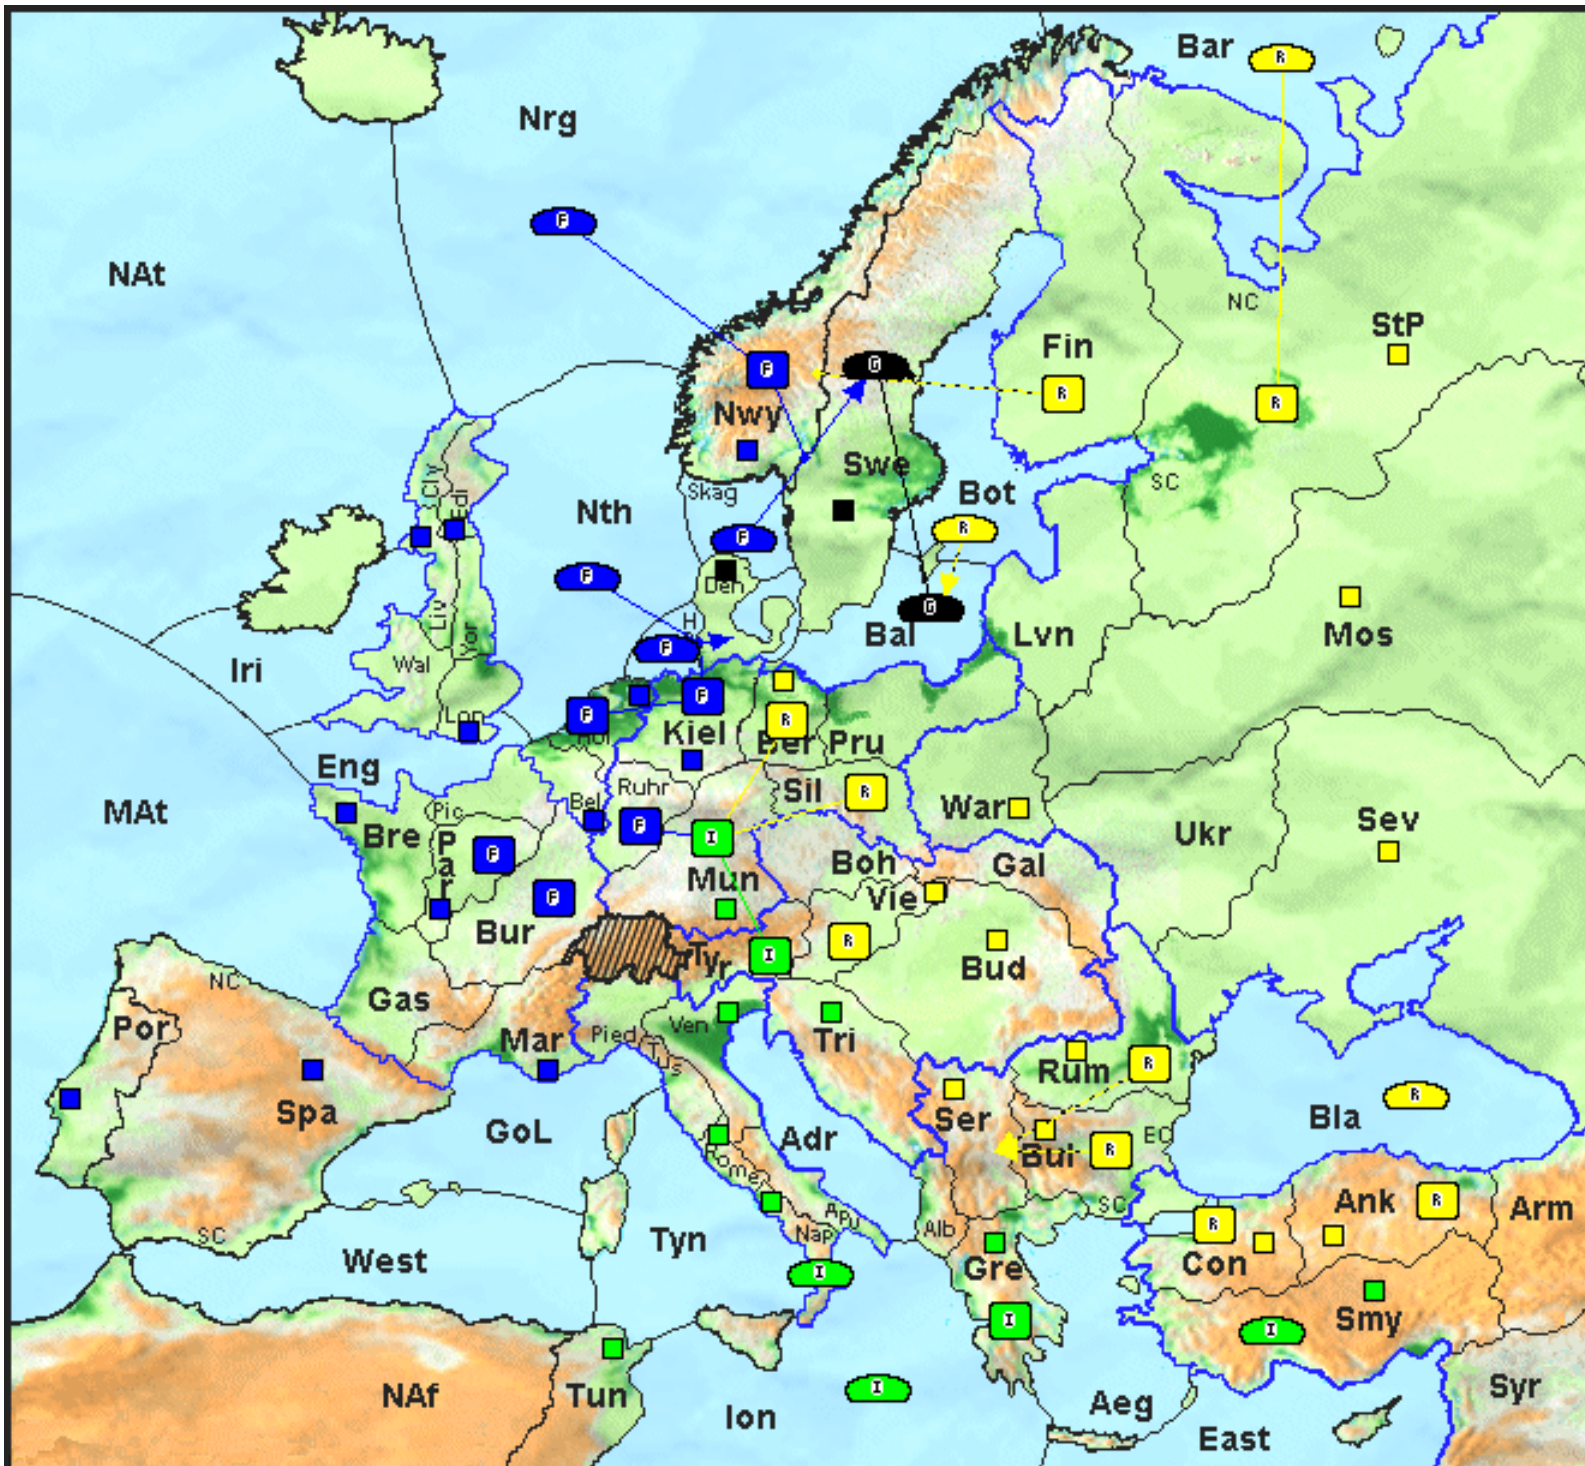 Bar
R
Nrg
F
NAt
NC
StP
Fin
F
G
R
R
Nwy
Cly
Edl
Swe
SC
Skag
Bot
Nth
R
F
F
Den
G
H
Liv
Yor
Bal
Lvn
Mos
Iri
Wal
F
F
Lon
F
R
Hol
Kiel
Ber
Pru
Eng
Ruhr
Sil
R
MAt
Pic
Bel
War
Ukr
Sev
Bre
Par
F
F
I
Boh
Gal
Mun
Vie
F
Bur
R
I
Tyr
Bud
NC
Gas
Por
Mar
Pied
Ven
Tri
Tus
Rum
R
R
Spa
GoL
Ser
Bla
Adr
Bul
R
EC
Rome
Ank
R
Arm
SC
Apu
Alb
SC
R
Tyn
Nap
West
Gre
Con
I
I
I
Smy
NAf
Tun
I
Ion
Aeg
East
Syr